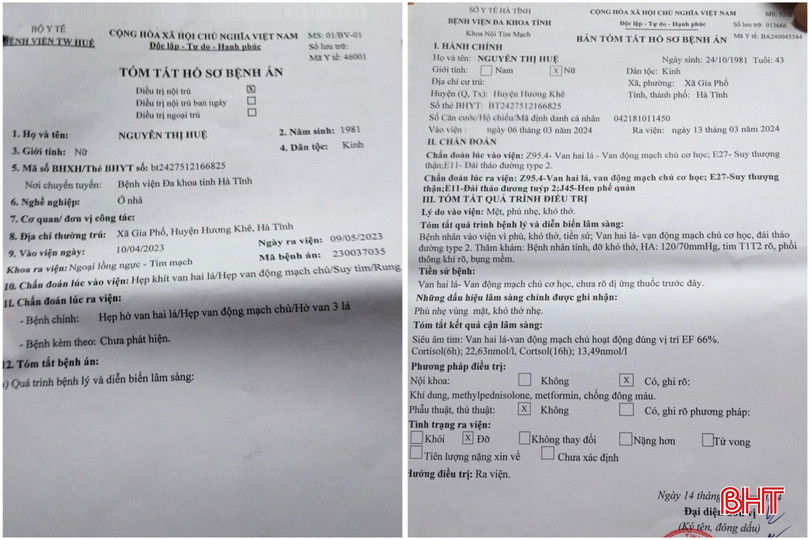 BỘ Y TẾ
BỆNH VIỆN TW HUẾ
CỘNG HÒA XÃ HỘI CHỦ NGHĨA VIỆT NAM
Độc lập - Tự do - Hạnh phúc
MS: 01/BV-01
Số lưu trữ:
Mã Y tế: 46001
TÓM TẮT HỒ SƠ BỆNH ÁN
Điều trị nội trú X
Điều trị nội trú ban ngày
Điều trị ngoại trú
1. Họ và tên: NGUYỄN THỊ HUỆ
2. Năm sinh: 1981
3. Giới tính: Nữ
4. Dân tộc: Kinh
5. Mã số BHXH/Thẻ BHYT số: bt2427512166825
Nơi chuyển tuyến: Bệnh viện Đa khoa tỉnh Hà Tĩnh
6. Nghề nghiệp: Ở nhà
7. Cơ quan/ đơn vị công tác:
8. Địa chỉ thường trú: Xã Gia Phố, Huyện Hương Khê, Hà Tĩnh
9. Vào viện ngày: 10/04/2023
Ngày ra viện: 09/05/2023
Khoa ra viện: Ngoại lồng ngực - Tim mạch
Mã bệnh án: 230037035
10. Chẩn đoán lúc vào viện: Hẹp khít van hai lá/Hẹp van động mạch chủ/Suy tim/Rung
11. Chẩn đoán lúc ra viện:
- Bệnh chính: Hẹp hở van hai lá/Hẹp van động mạch chủ/Hở van 3 lá
- Bệnh kèm theo: Chưa phát hiện.
12. Tóm tắt bệnh án:
) Quá trình bệnh lý và diễn biến lâm sàng:
SỞ Y TẾ HÀ TĨNH
BỆNH VIỆN ĐA KHOA TỈNH
Khoa Nội Tim Mạch
CỘNG HÒA XÃ HỘI CHỦ NGHĨA VIỆT NAM
Độc lập - Tự do - Hạnh phúc
Số lưu trữ: 013666
Mã Y tế: BA240045344
BẢN TÓM TẮT HỒ SƠ BỆNH ÁN
I. HÀNH CHÍNH
Họ và tên: NGUYỄN THỊ HUỆ
Ngày sinh: 24/10/1981 Tuổi: 43
Giới tính: Nam X Nữ
Dân tộc: Kinh
Địa chỉ cư trú:
Xã, phường: Xã Gia Phố
Huyện (Q, Tx): Huyện Hương Khê
Tỉnh, thành phố: Hà Tĩnh
Số thẻ BHYT: BT2427512166825
Số Căn cước/Hộ chiếu/Mã định danh cá nhân 042181011450
Vào viện : ngày 06 tháng 03 năm 2024
Ra viện: ngày 13 tháng 03 năm 2024
II. CHẨN ĐOÁN
Chẩn đoán lúc vào viện: Z95.4- Van hai lá - Van động mạch chủ cơ học; E27- Suy thượng
thận;E11- Đái tháo đường type 2.
Chẩn đoán lúc ra viện: Z95.4-Van hai lá, van động mạch chủ cơ học; E27-Suy thượng
thận;E11-Đái tháo đường tuýp 2;J45-Hen phế quản
III. TÓM TẮT QUÁ TRÌNH ĐIỀU TRỊ
Lý do vào viện: Mệt, phù nhẹ, khó thở.
Tóm tắt quá trình bệnh lý và diễn biến lâm sàng:
Bệnh nhân vào viện vì phù, khó thở, tiền sử; Van hai lá- vạn động mạch chủ cơ học, đái tháo
đường type 2. Thăm khám: Bệnh nhân tỉnh, đỡ khó thở, HA: 120/70mmHg, tim T1T2 rõ, phổi
thông khí rõ, bụng mềm.
Tiền sử bệnh:
Van hai lá- Van động mạch chủ cơ học, chưa rõ dị ứng thuốc trước đây.
Những dấu hiệu lâm sàng chính được ghi nhận:
Phù nhẹ vùng mặt, khó thở nhẹ.
Tóm tắt kết quả cận lâm sàng:
Siêu âm tim: Van hai lá-van động mạch chủ hoạt động đúng vị trí EF 66%.
Cortisol(6h); 22,63nmol/l, Cortsol(16h); 13,49nmol/l
Phương pháp điều trị:
Nội khoa: Không X Có, ghi rõ:
Khí dung, methylpednisolone, metformin, chống đông máu.
Phẫu thuật, thủ thuật: X Không Có, ghi rõ phương pháp:
Tình trạng ra viện:
Khỏi X Đỡ Không thay đổi Nặng hơn Tử vong
Tiên lượng nặng xin về Chưa xác định
Hướng điều trị: Ra viện.
Ngày 14 tháng
Đại diện đơn vị
(Ký tên, đóng dấu)
BHT